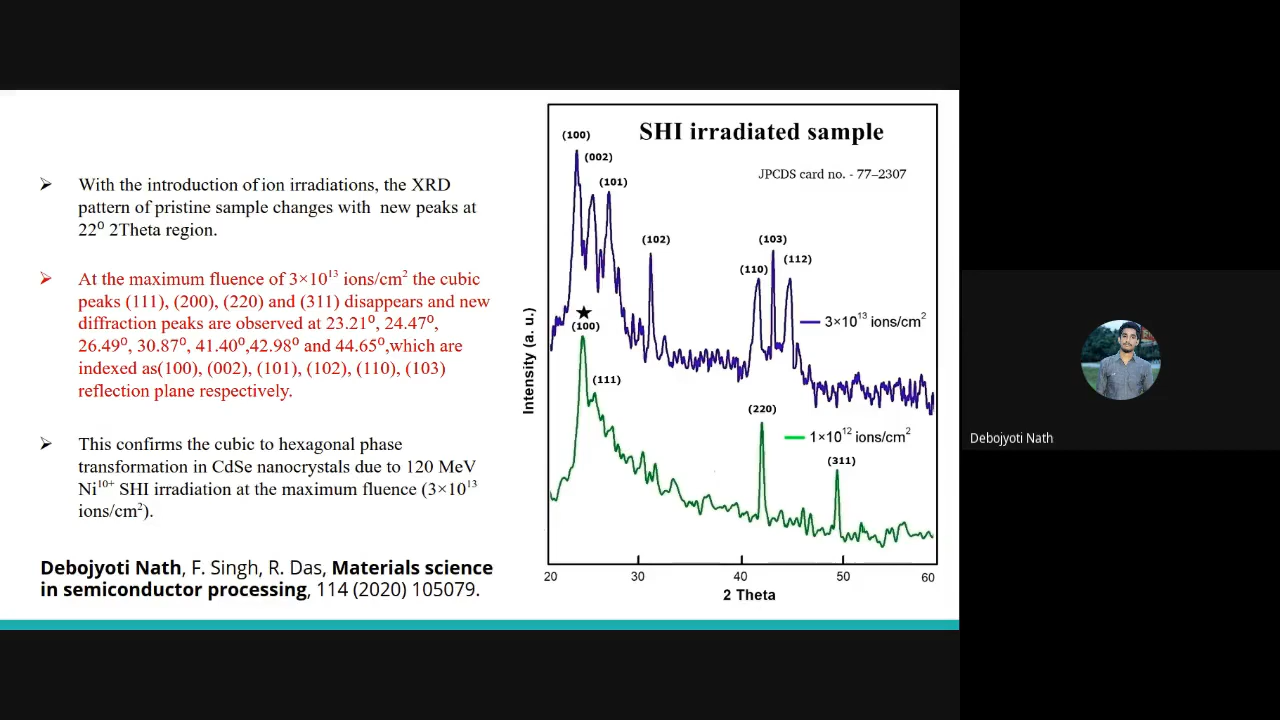 ➢ With the introduction of ion irradiations, the XRD
pattern of pristine sample changes with new peaks at
22⁰ 2Theta region.
➢ At the maximum fluence of 3×10¹³ ions/cm² the cubic
peaks (111), (200), (220) and (311) disappears and new
diffraction peaks are observed at 23.21⁰, 24.47⁰,
26.49⁰, 30.87⁰, 41.40⁰,42.98⁰ and 44.65⁰,which are
indexed as(100), (002), (101), (102), (110), (103)
reflection plane respectively.
➢ This confirms the cubic to hexagonal phase
transformation in CdSe nanocrystals due to 120 MeV
Ni¹⁰⁺ SHI irradiation at the maximum fluence (3×10¹³
ions/cm²).
Debojyoti Nath, F. Singh, R. Das, Materials science
in semiconductor processing, 114 (2020) 105079.
SHI irradiated sample
JPCDS card no. - 77–2307
(100)
(002)
(101)
(102)
(103)
(110)
(112)
3×10¹³ ions/cm²
★
(100)
(111)
(220)
1×10¹² ions/cm²
(311)
Intensity (a. u.)
20 30 40 50 60
2 Theta
Debojyoti Nath